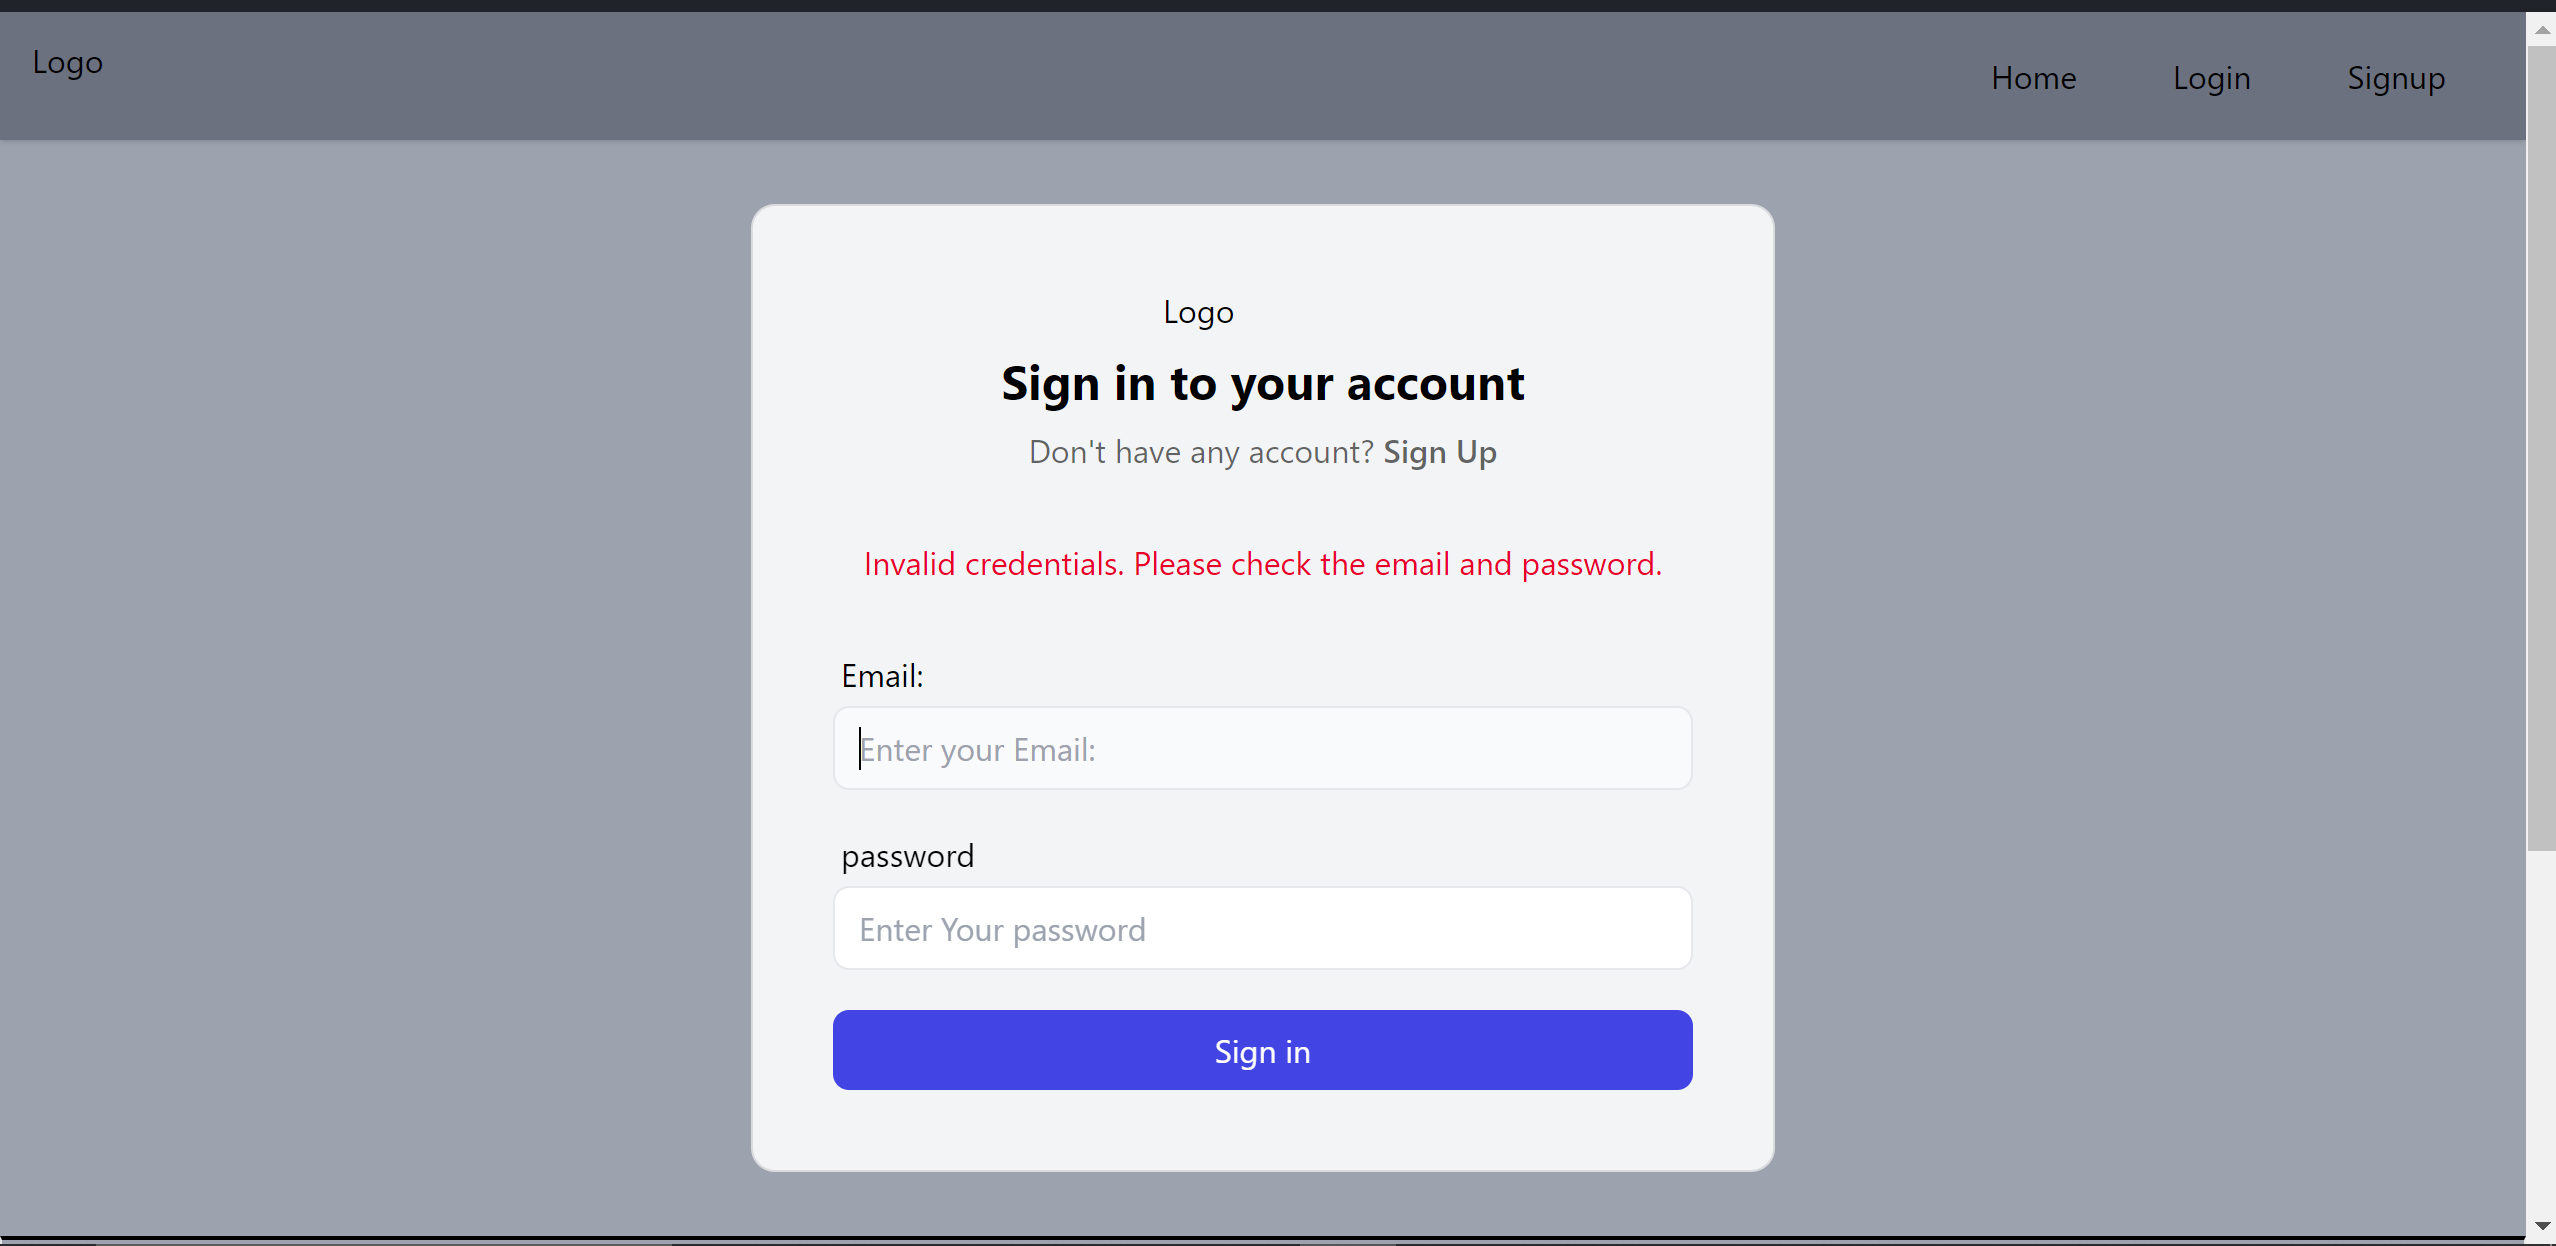 Logo
Home Login Signup
Logo
Sign in to your account
Don't have any account? Sign Up
Invalid credentials. Please check the email and password.
Email:
Enter your Email:
password
Enter Your password
Sign in